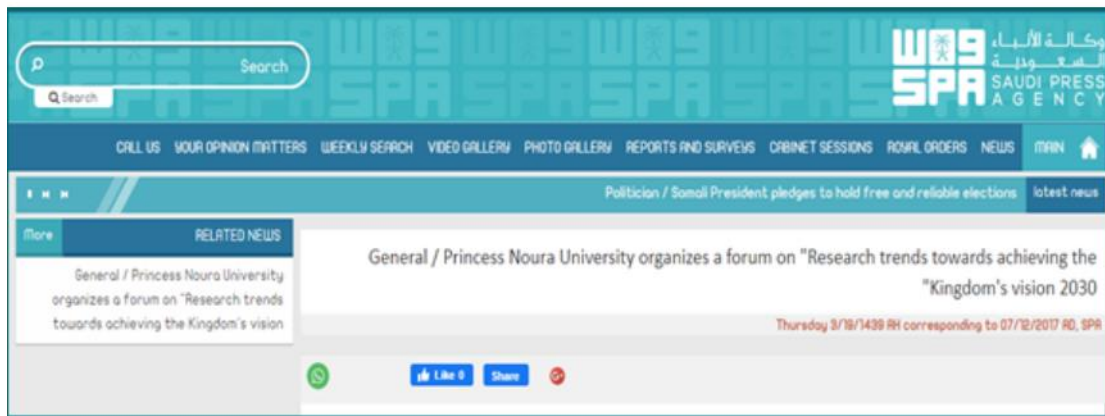 Search
Search
وكالة الأنباء
السعودية
SAUDI PRESS
AGENCY
SPA
CALL US YOUR OPINION MATTERS WEEKLY SEARCH VIDEO GALLERY PHOTO GALLERY REPORTS AND SURVEYS CABINET SESSIONS ROYAL ORDERS NEWS MAIN
Politician / Somali President pledges to hold free and reliable elections latest news
More RELATED NEWS
General / Princess Noura University
organizes a forum on "Research trends
towards achieving the Kingdom's vision
General / Princess Noura University organizes a forum on "Research trends towards achieving the
"Kingdom's vision 2030
Thursday 3/19/1439 AH corresponding to 07/12/2017 AD, SPA
Like 0 Share